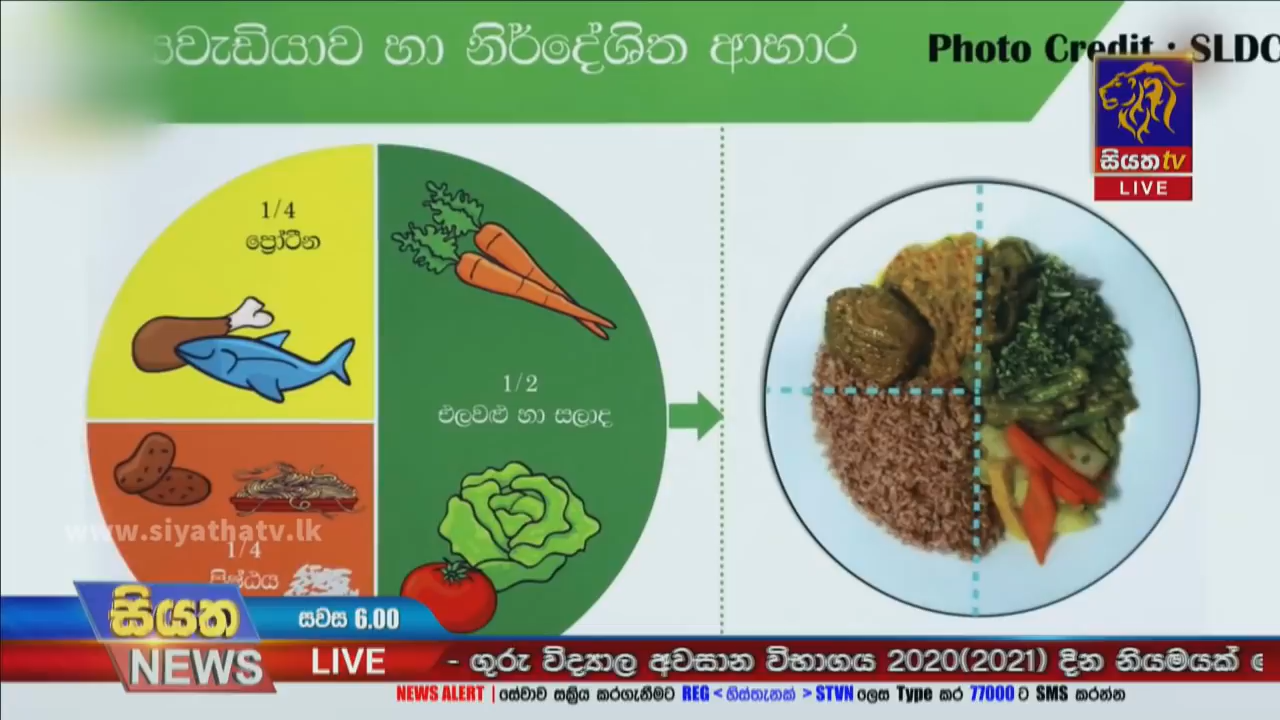 හා නිර්දේශිත ආහාර
Photo Credit : SLDC
සියත tv
LIVE
1/4
ප්‍රෝටීන
1/2
එලවළු හා සලාද
www.siyathatv.lk
1/4
පිෂ්ඨය
සියත
NEWS
සවස 6.00
LIVE
- ගුරු විද්‍යාල අවසාන විභාගය 2020(2021) දින නියමයක්
NEWS ALERT | සේවාව සක්‍රීය කරගැනීමට REG < හිස්තැනක් > STVN ලෙස Type කර 77000 ට SMS කරන්න